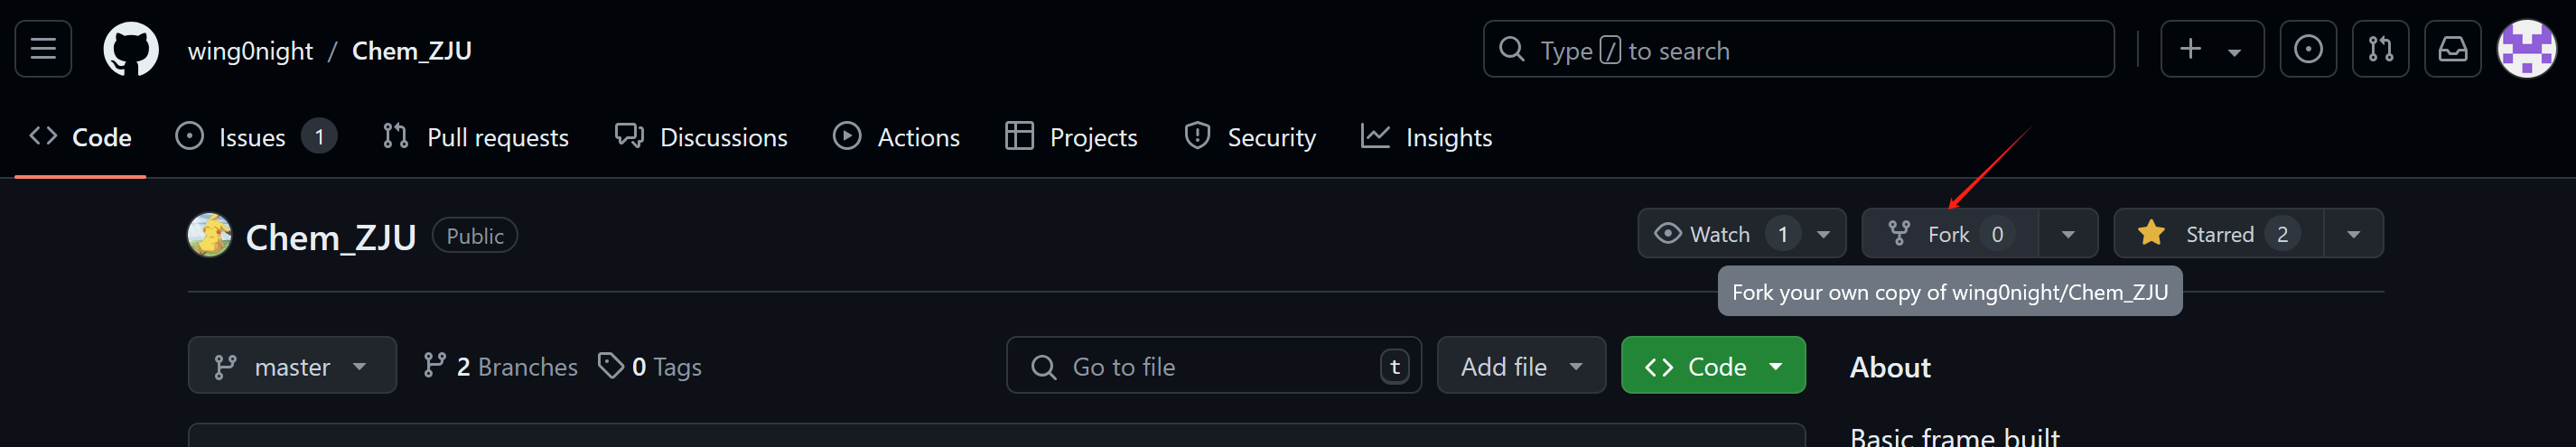 wing0night / Chem_ZJU Type / to search
Code Issues 1 Pull requests Discussions Actions Projects Security Insights
Chem_ZJU Public Watch 1 Fork 0 Starred 2
Fork your own copy of wing0night/Chem_ZJU
master 2 Branches 0 Tags Go to file t Add file Code About
Basic frame built